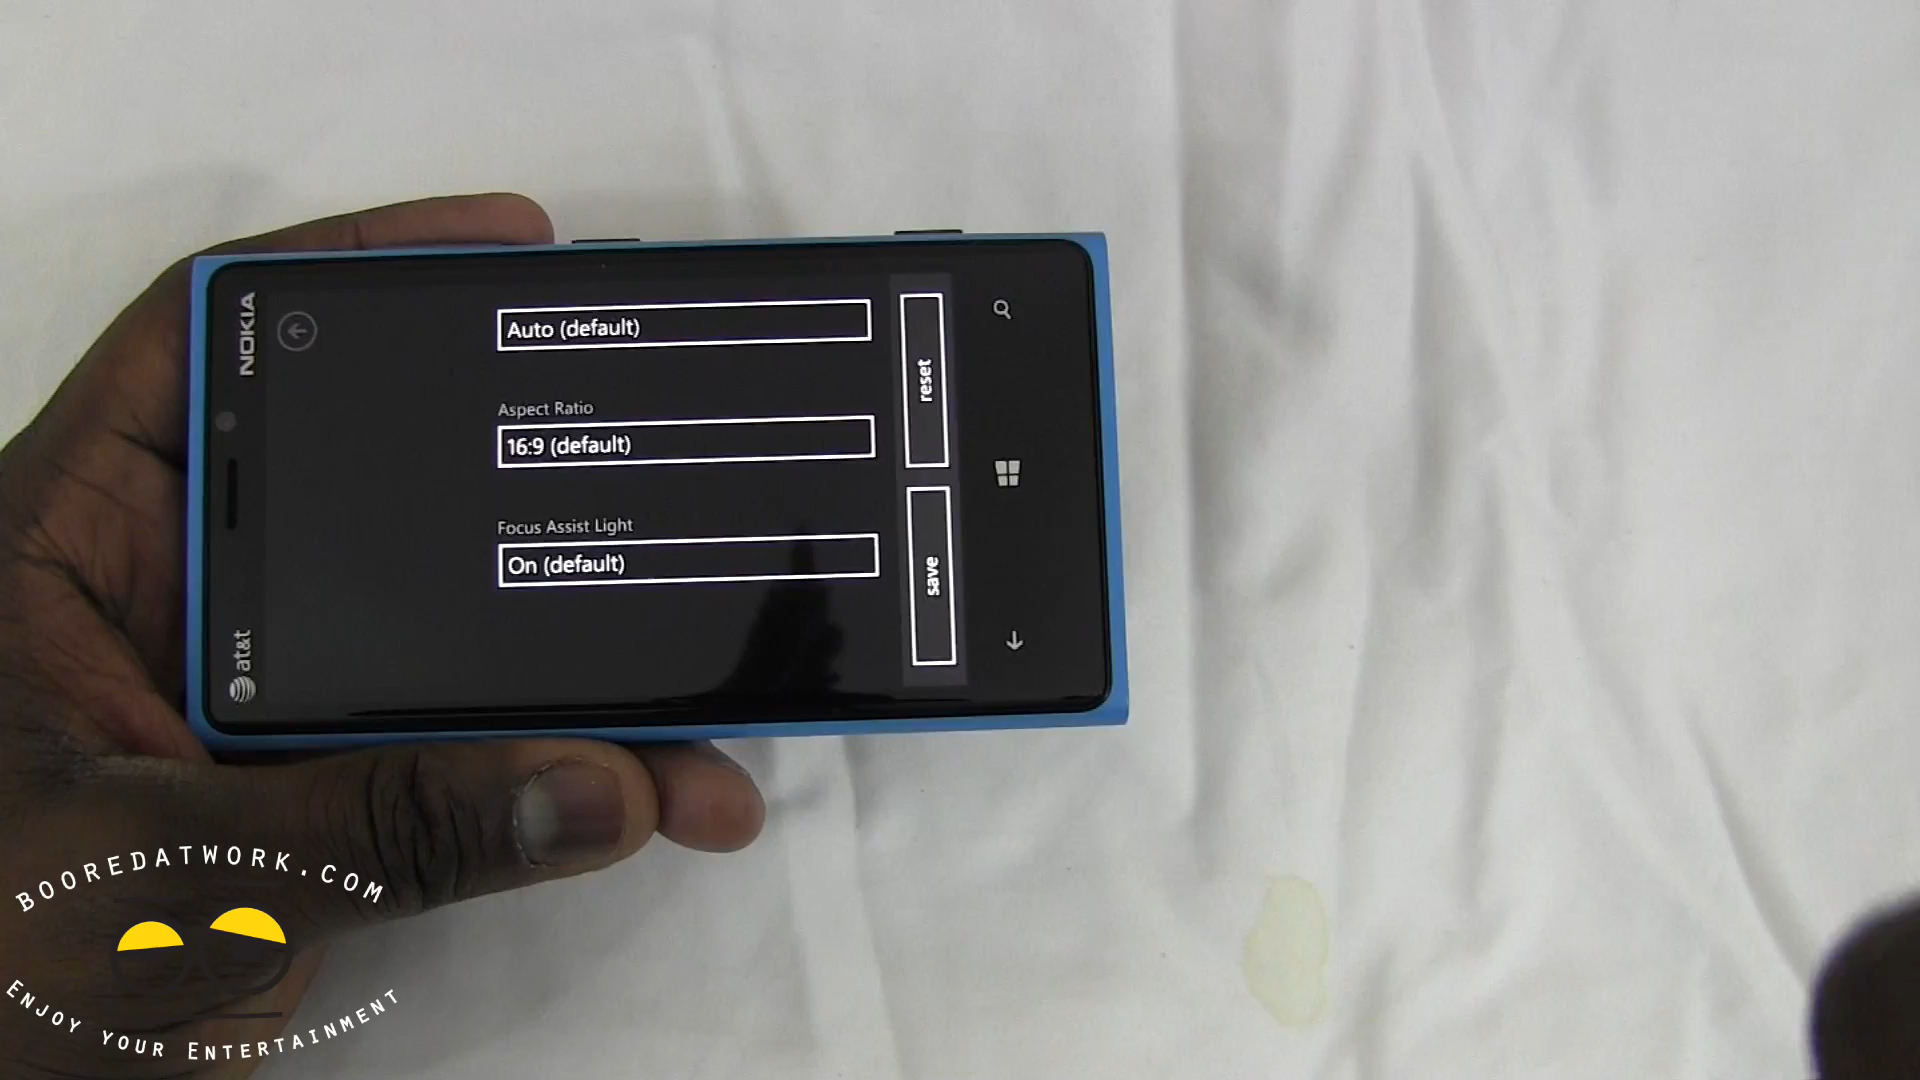 NOKIA
at&t
Auto (default)
Aspect Ratio
16:9 (default)
Focus Assist Light
On (default)
reset
save
BOOREDATWORK.COM
ENJOY YOUR ENTERTAINMENT